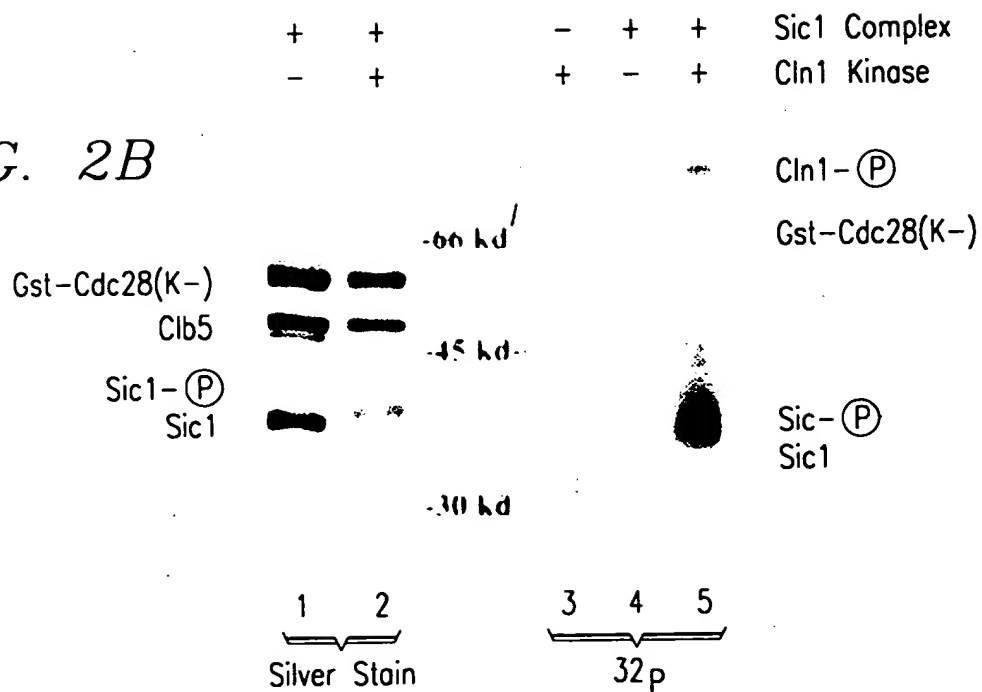 + + - + + Sic1 Complex
- + + - + Cln1 Kinase
G. 2B
Cln1-Ⓟ
-66 kd
Gst-Cdc28(K-)
Gst-Cdc28(K-)
Clb5
-45 kd-
Sic1-Ⓟ
Sic1
Sic-Ⓟ
Sic1
-30 kd
1 2 3 4 5
Silver Stain 32P